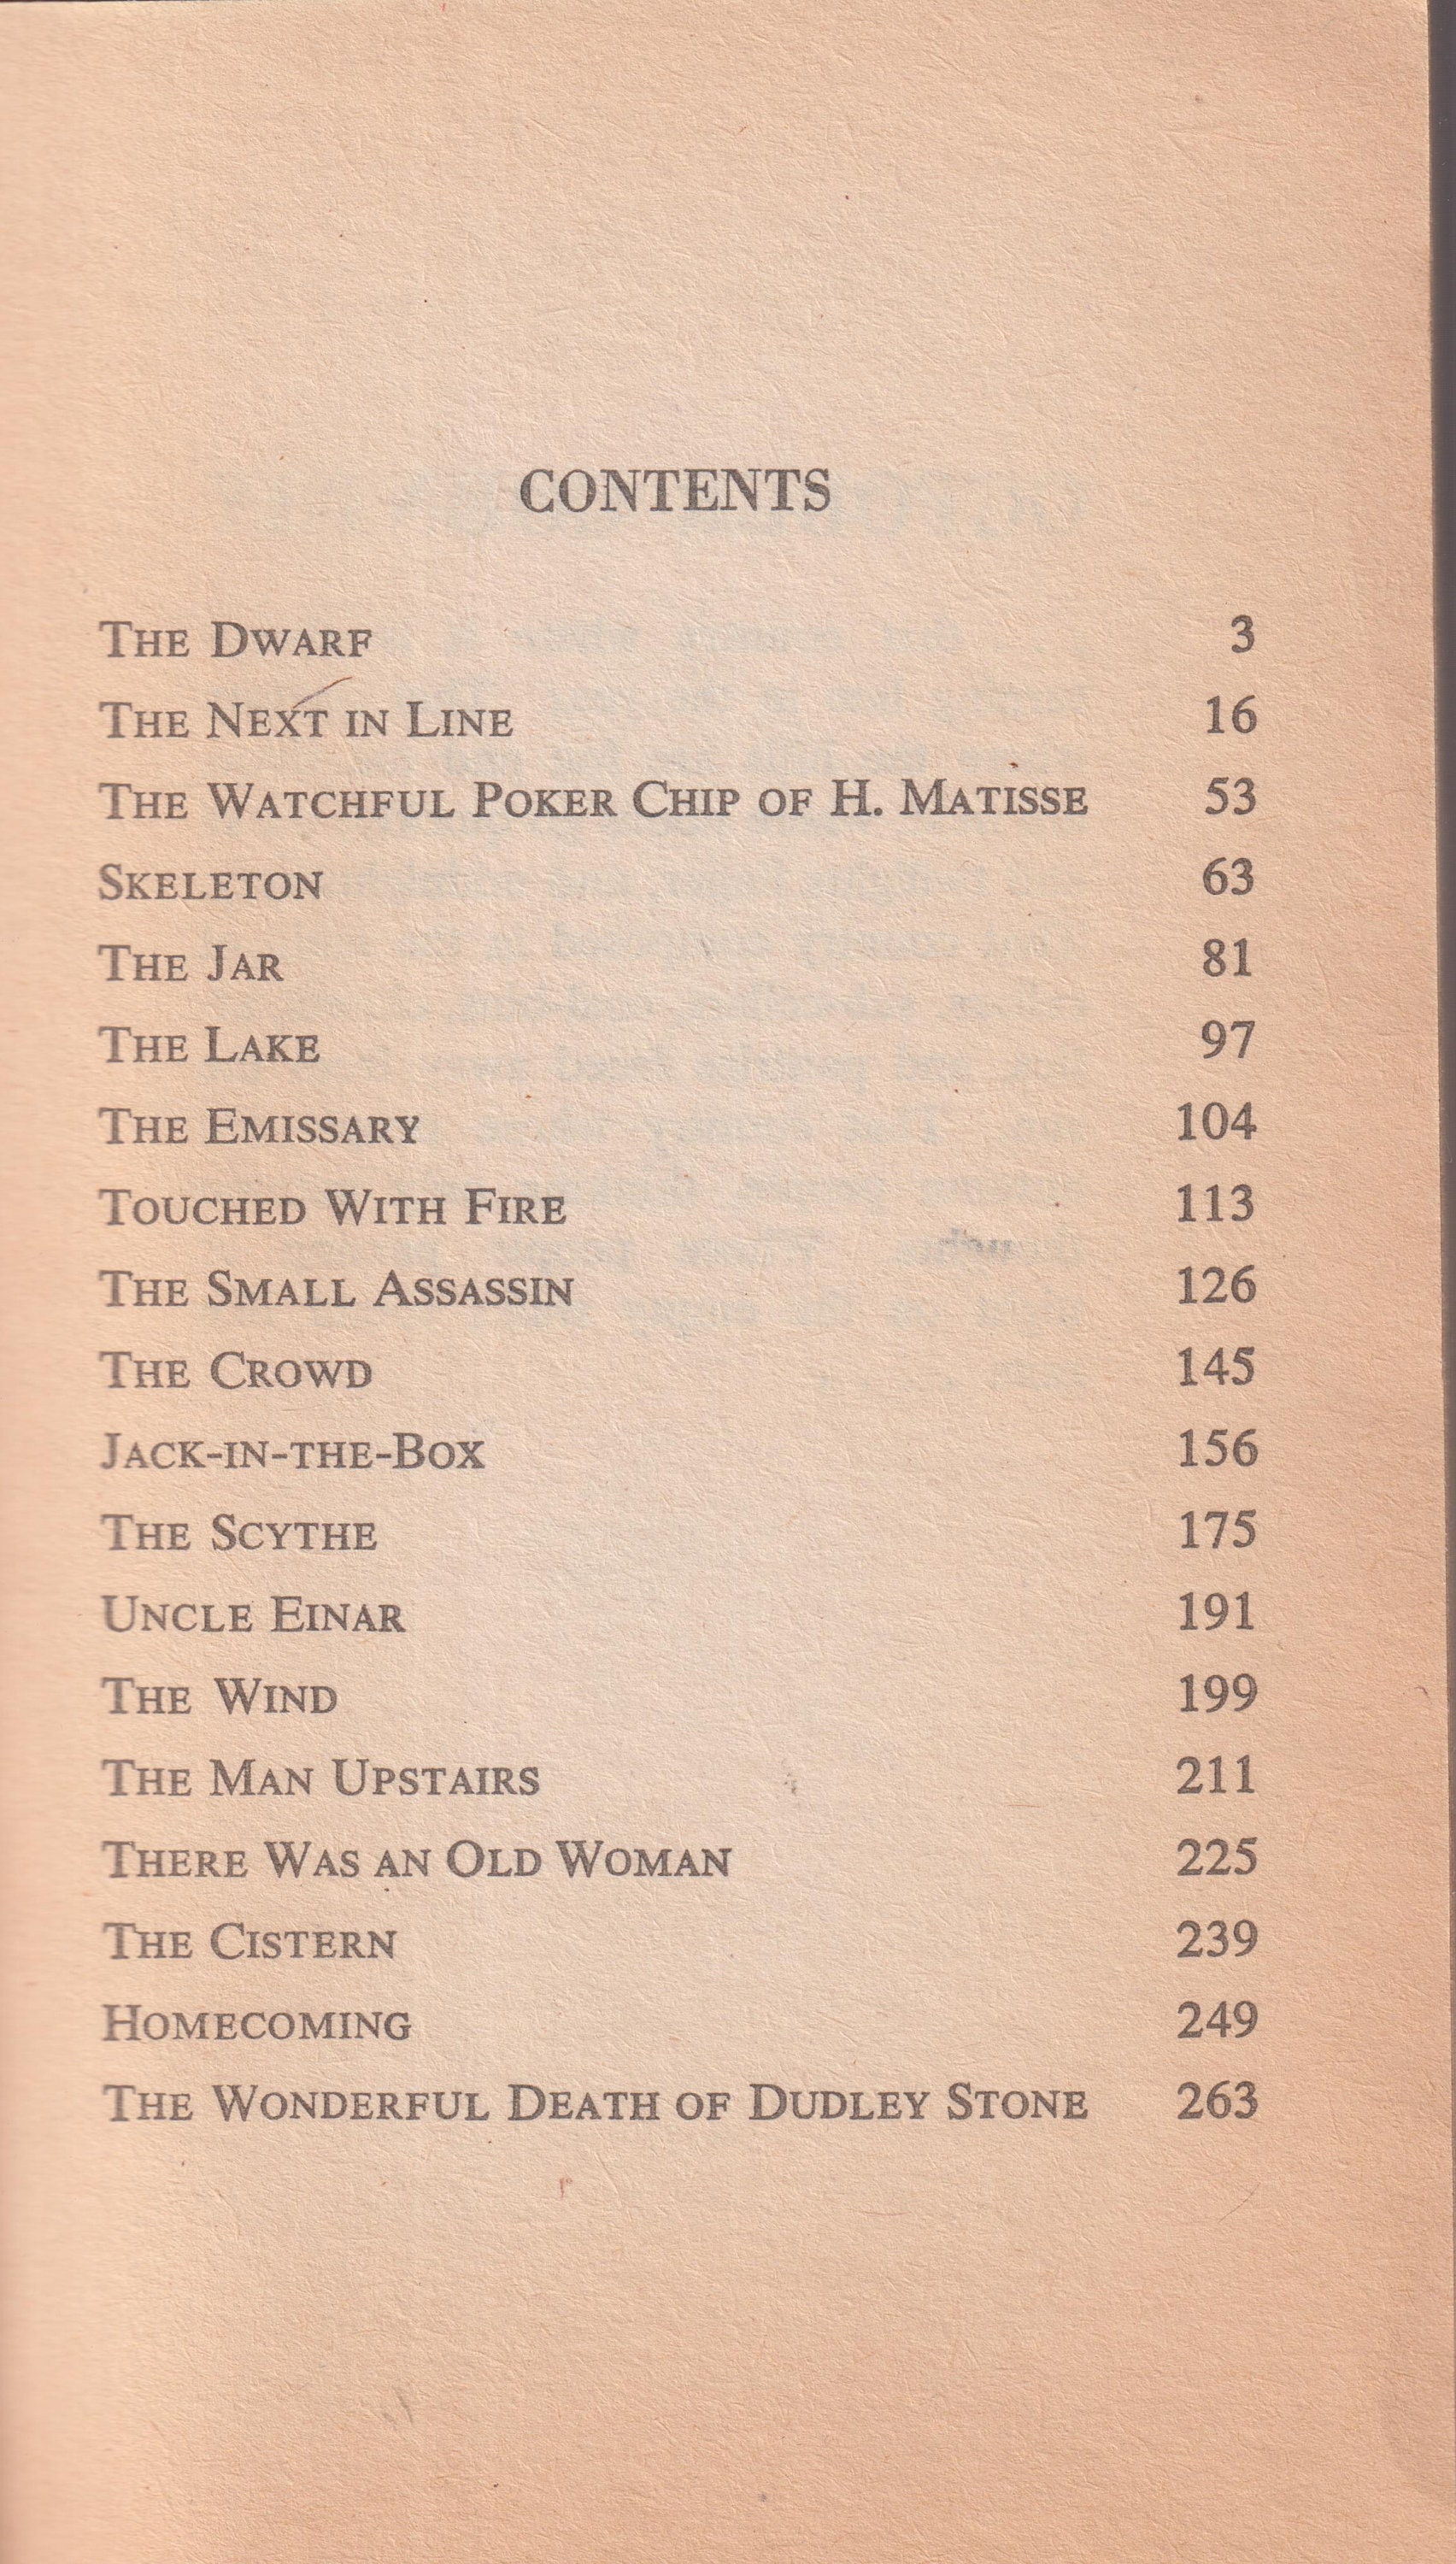 CONTENTS
THE DWARF 3
THE NEXT IN LINE 16
THE WATCHFUL POKER CHIP OF H. MATISSE 53
SKELETON 63
THE JAR 81
THE LAKE 97
THE EMISSARY 104
TOUCHED WITH FIRE 113
THE SMALL ASSASSIN 126
THE CROWD 145
JACK-IN-THE-BOX 156
THE SCYTHE 175
UNCLE EINAR 191
THE WIND 199
THE MAN UPSTAIRS 211
THERE WAS AN OLD WOMAN 225
THE CISTERN 239
HOMECOMING 249
THE WONDERFUL DEATH OF DUDLEY STONE 263